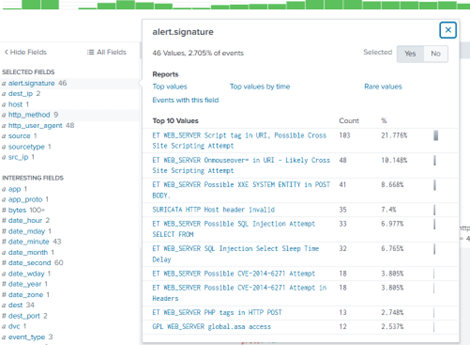 alert.signature
46 Values, 2.705% of events
Selected Yes No
Reports
Top values Top values by time Rare values
Events with this field
Top 10 Values Count %
ET WEB_SERVER Script tag in URI, Possible Cross Site Scripting Attempt 103 21.776%
ET WEB_SERVER Onmouseover= in URI - Likely Cross Site Scripting Attempt 48 10.148%
ET WEB_SERVER Possible XXE SYSTEM ENTITY in POST BODY. 41 8.668%
SURICATA HTTP Host header invalid 35 7.4%
ET WEB_SERVER Possible SQL Injection Attempt SELECT FROM 33 6.977%
ET WEB_SERVER SQL Injection Select Sleep Time Delay 32 6.765%
ET WEB_SERVER Possible CVE-2014-6271 Attempt 18 3.805%
ET WEB_SERVER Possible CVE-2014-6271 Attempt in Headers 18 3.805%
ET WEB_SERVER PHP tags in HTTP POST 13 2.748%
GPL WEB_SERVER global.asa access 12 2.537%
< Hide Fields All Fields
SELECTED FIELDS
a alert.signature 46
a dest_ip 2
a host 1
a http_method 9
a http_user_agent 48
a source 1
a sourcetype 1
a src_ip 1
INTERESTING FIELDS
a app 1
a app_proto 1
# bytes 100+
# date_hour 2
# date_mday 1
# date_minute 43
a date_month 1
# date_second 60
a date_wday 1
# date_year 1
# date_zone 1
a dest 34
# dest_port 2
a dvc 1
a event_type 3